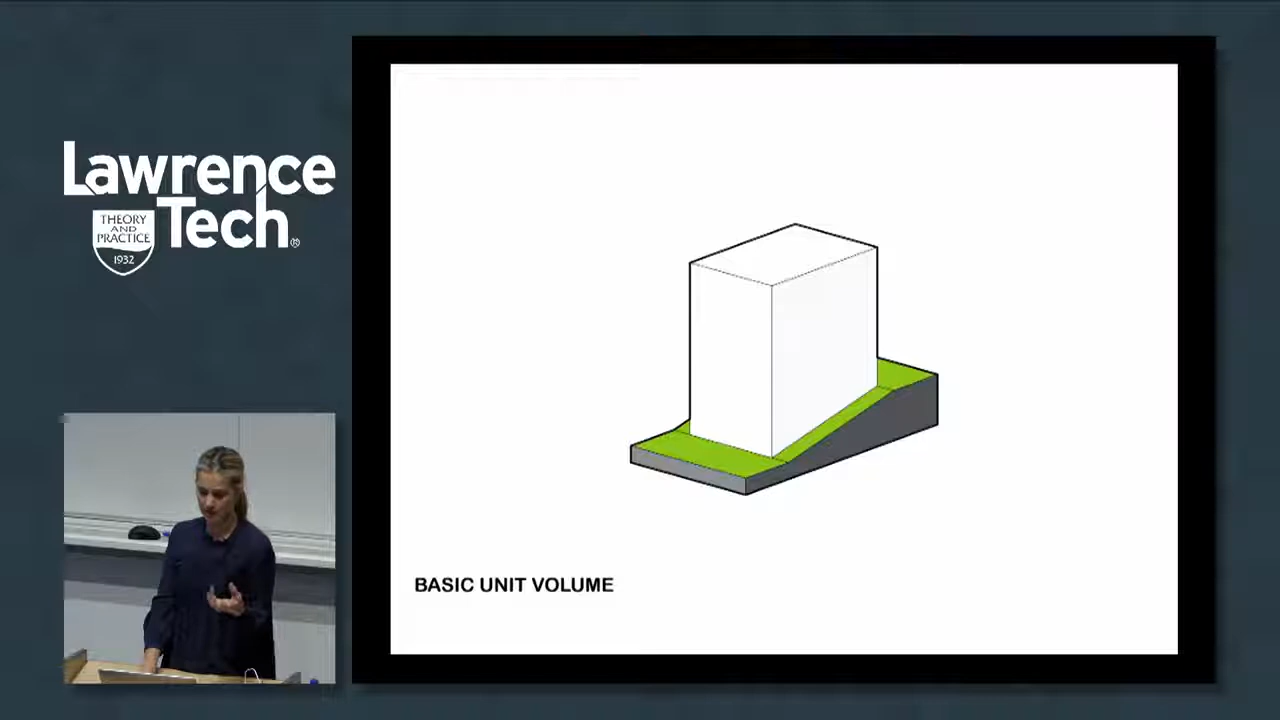 Lawrence
Tech®
THEORY
AND
PRACTICE
1932
BASIC UNIT VOLUME